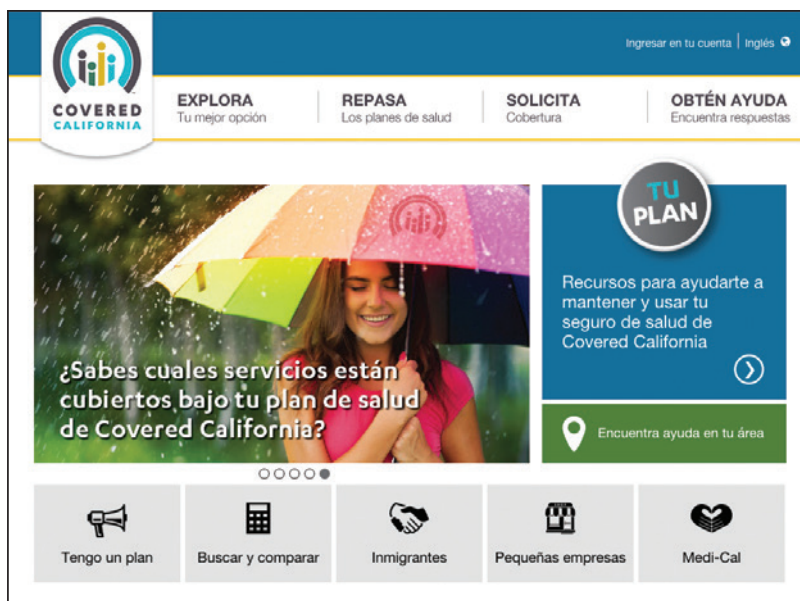 Ingresar en tu cuenta | Inglés
COVERED
CALIFORNIA
EXPLORA
Tu mejor opción
REPASA
Los planes de salud
SOLICITA
Cobertura
OBTÉN AYUDA
Encuentra respuestas
¿Sabes cuales servicios están
cubiertos bajo tu plan de salud
de Covered California?
TU
PLAN
Recursos para ayudarte a
mantener y usar tu
seguro de salud de
Covered California
Encuentra ayuda en tu área
Tengo un plan
Buscar y comparar
Inmigrantes
Pequeñas empresas
Medi-Cal